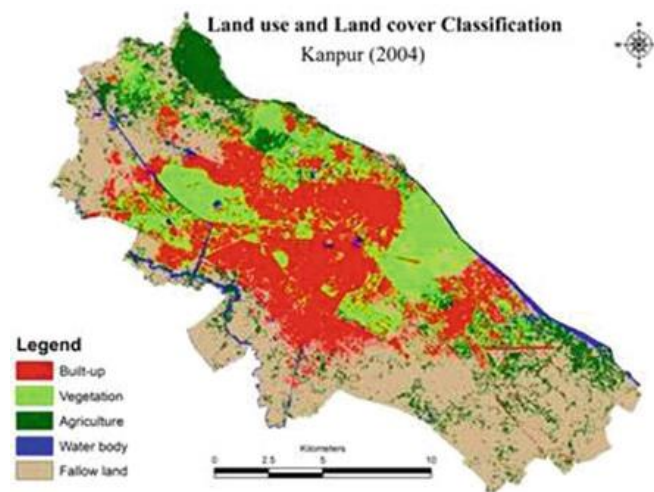 Land use and Land cover Classification
Kanpur (2004)
N
W
E
S
Legend
Built-up
Vegetation
Agriculture
Water body
Fallow land
Kilometers
0 2.5 5 10